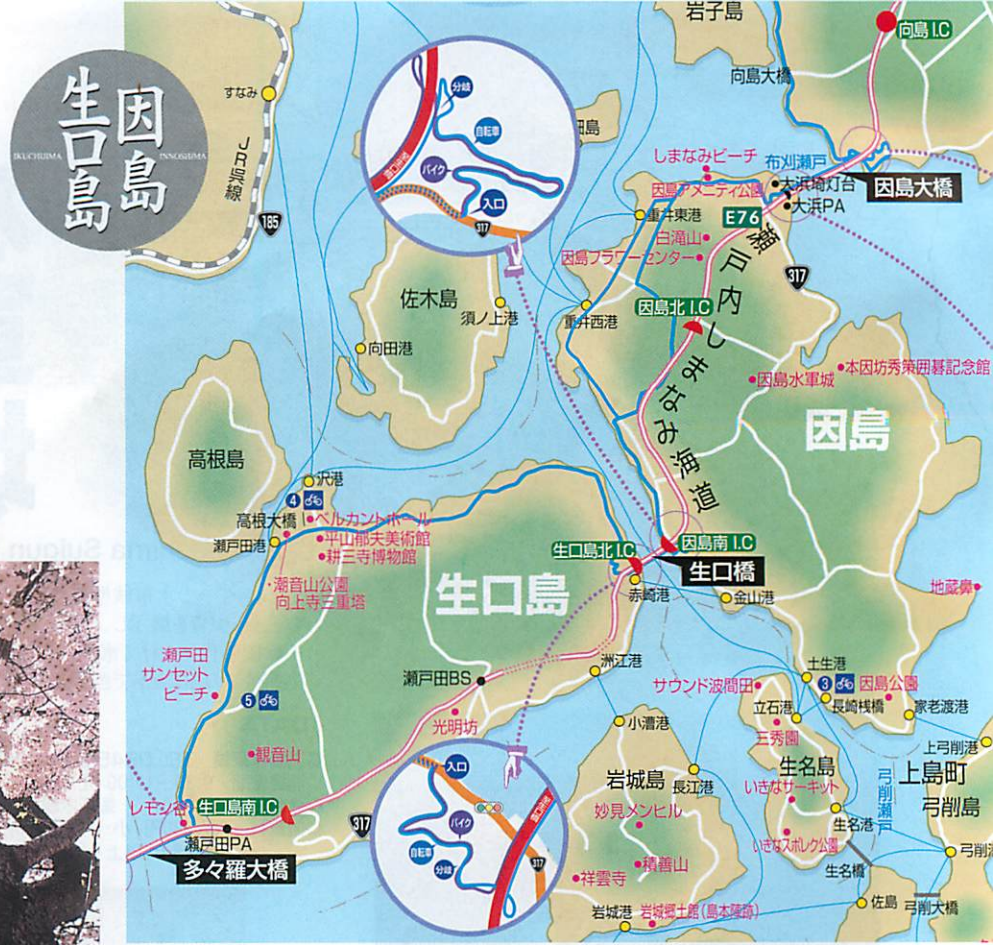 岩子島
向島 I.C
向島大橋
因島
生口島
IKUCHIJIMA
INNOSHIMA
すなみ
JR呉線
185
分岐
自転車
バイク
入口
生口橋
317
細島
しまなみビーチ
布刈瀬戸
因島アメニティ公園
大浜埼灯台
大浜PA
因島大橋
重井東港
E76
白滝山
因島フラワーセンター
瀬戸内しまなみ海道
317
佐木島
須ノ上港
重井西港
因島北 I.C
向田港
因島水軍城
本因坊秀策囲碁記念館
因島
高根島
沢港
4
高根大橋
ベルカントホール
平山郁夫美術館
瀬戸田港
耕三寺博物館
潮音山公園
向上寺三重塔
生口島北 I.C
因島南 I.C
生口橋
生口島
赤崎港
金山港
地蔵鼻
瀬戸田
サンセット
ビーチ
瀬戸田BS
洲江港
土生港
サウンド波間田
3
因島公園
立石港
長崎桟橋
家老渡港
5
光明坊
小漕港
三秀園
観音山
上弓削港
岩城島
長江港
生名島
上島町
弓削瀬戸
弓削島
いきなサーキット
レモン谷
生口島南 I.C
瀬戸田PA
317
多々羅大橋
入口
バイク
自転車
分岐
317
妙見メンヒル
生名港
いきなスポレク公園
積善山
祥雲寺
生名橋
佐島
弓削大橋
岩城港
岩城郷土館(島本陣跡)